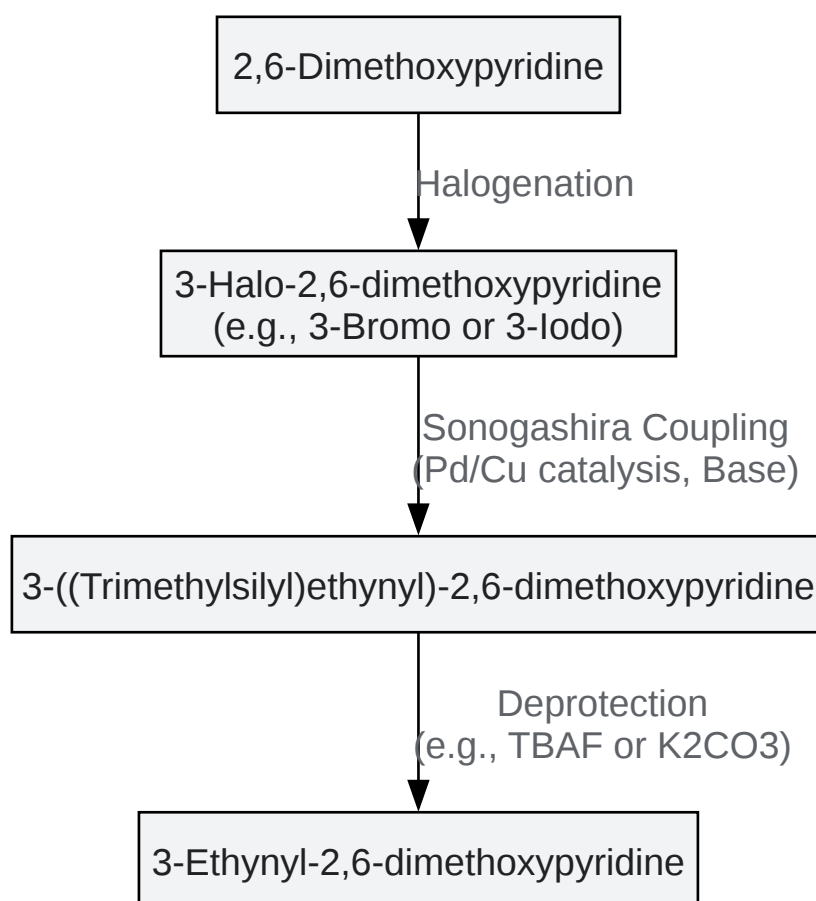 2,6-Dimethoxypyridine
Halogenation
3-Halo-2,6-dimethoxypyridine
(e.g., 3-Bromo or 3-Iodo)
Sonogashira Coupling
(Pd/Cu catalysis, Base)
3-((Trimethylsilyl)ethynyl)-2,6-dimethoxypyridine
Deprotection
(e.g., TBAF or K2CO3)
3-Ethynyl-2,6-dimethoxypyridine